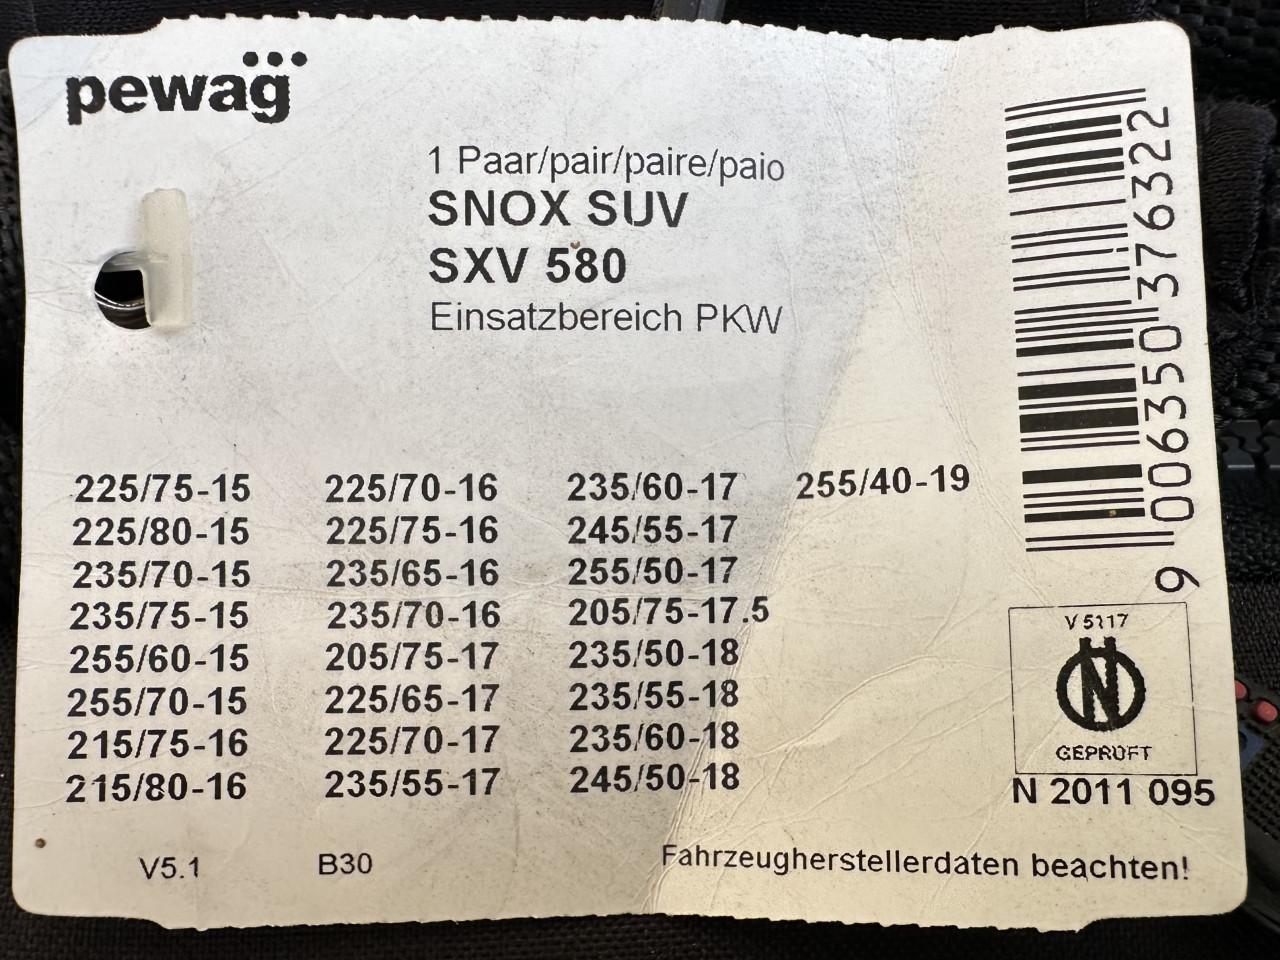 pewag
1 Paar/pair/paire/paio
SNOX SUV
SXV 580
Einsatzbereich PKW
225/75-15 225/70-16 235/60-17 255/40-19
225/80-15 225/75-16 245/55-17
235/70-15 235/65-16 255/50-17
235/75-15 235/70-16 205/75-17.5
255/60-15 205/75-17 235/50-18
255/70-15 225/65-17 235/55-18
215/75-16 225/70-17 235/60-18
215/80-16 235/55-17 245/50-18
V5.1 B30 Fahrzeugherstellerdaten beachten!
9 006350 376322
V 5117
N
GEPRÜFT
N 2011 095